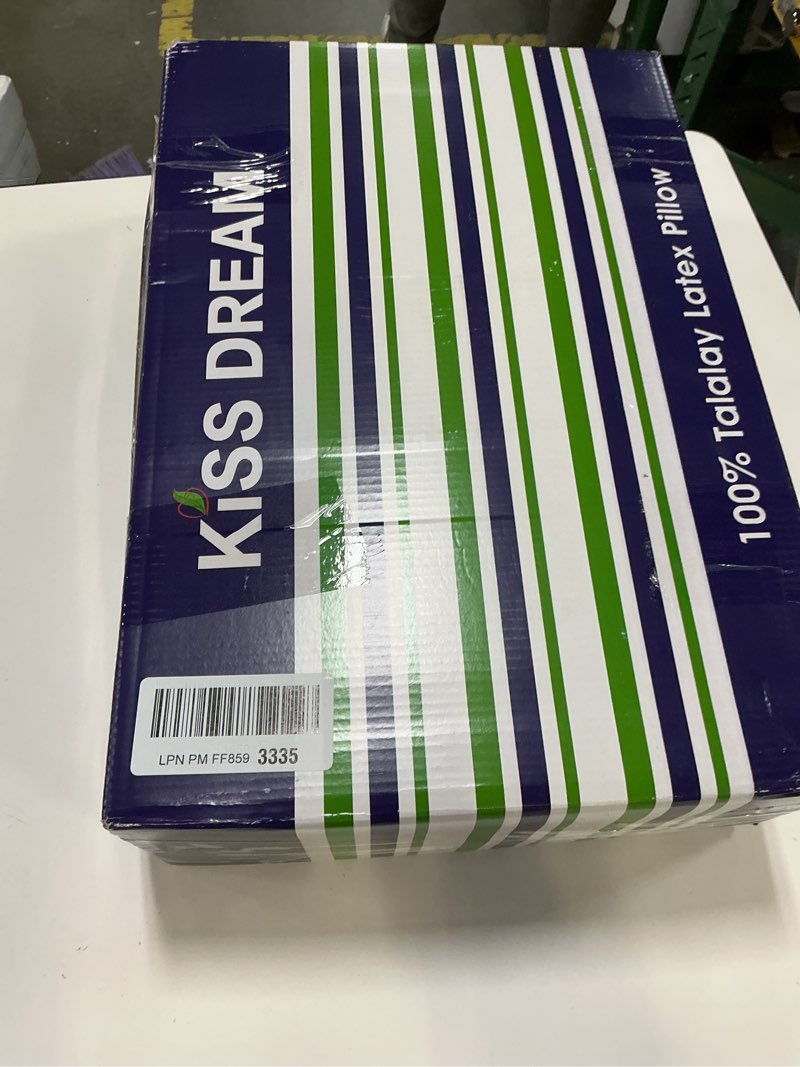 KiSS DREAM
100% Talalay Latex Pillow
LPN PM FF859 3335